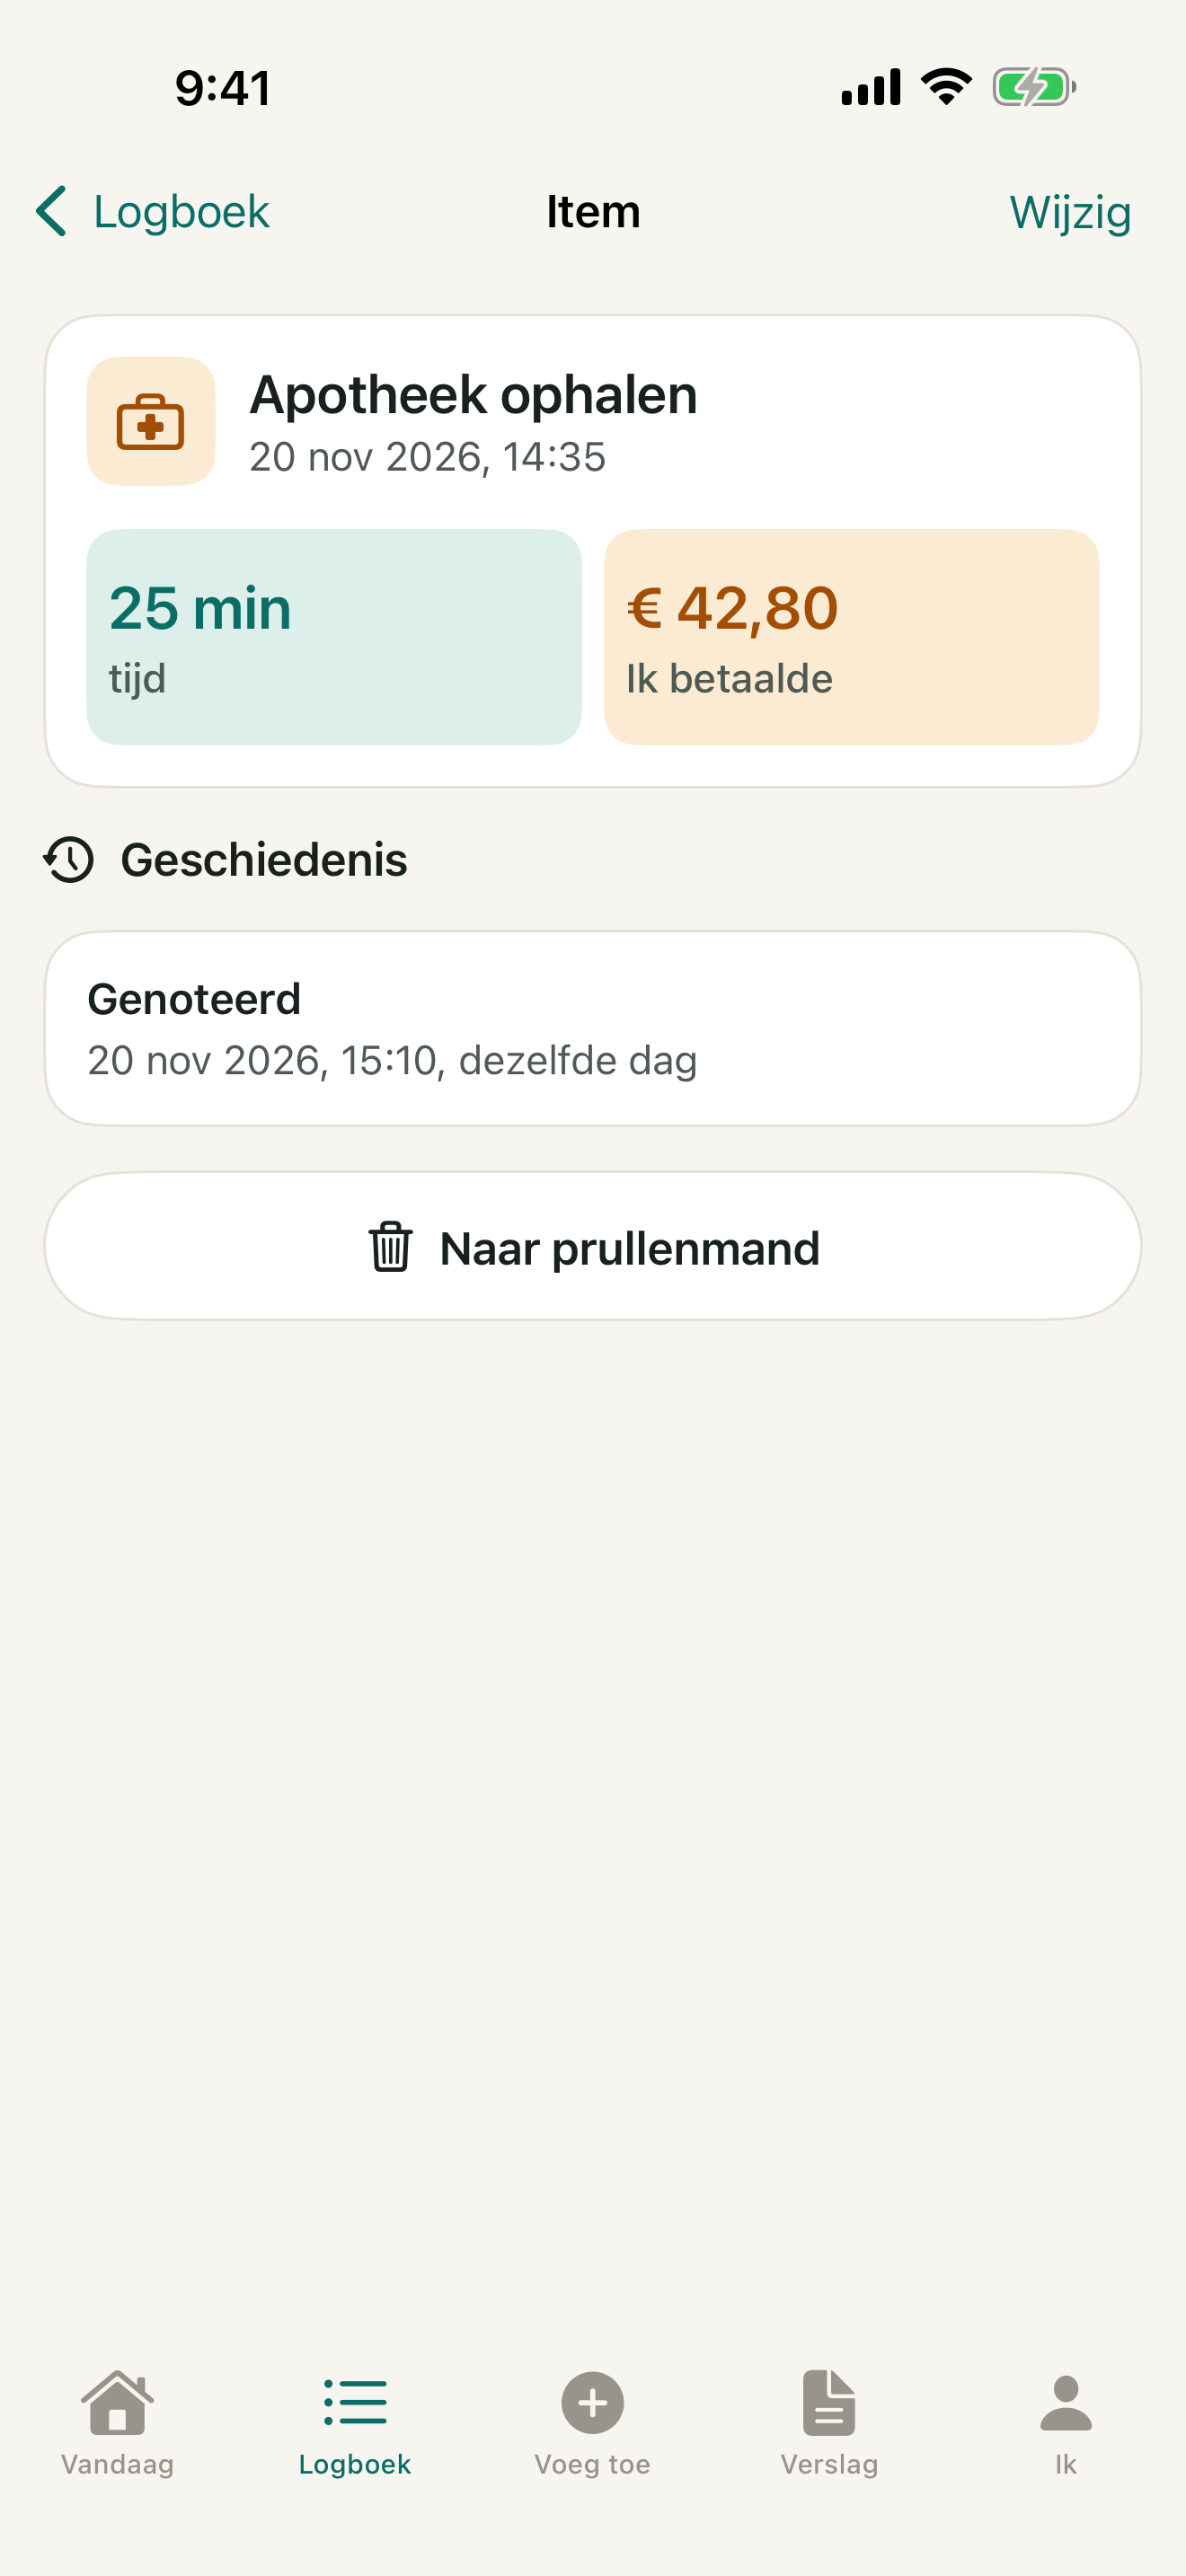 9:41
Logboek
Item
Wijzig
Apotheek ophalen
20 nov 2026, 14:35
25 min
tijd
€ 42,80
Ik betaalde
Geschiedenis
Genoteerd
20 nov 2026, 15:10, dezelfde dag
Naar prullenmand
Vandaag
Logboek
Voeg toe
Verslag
Ik